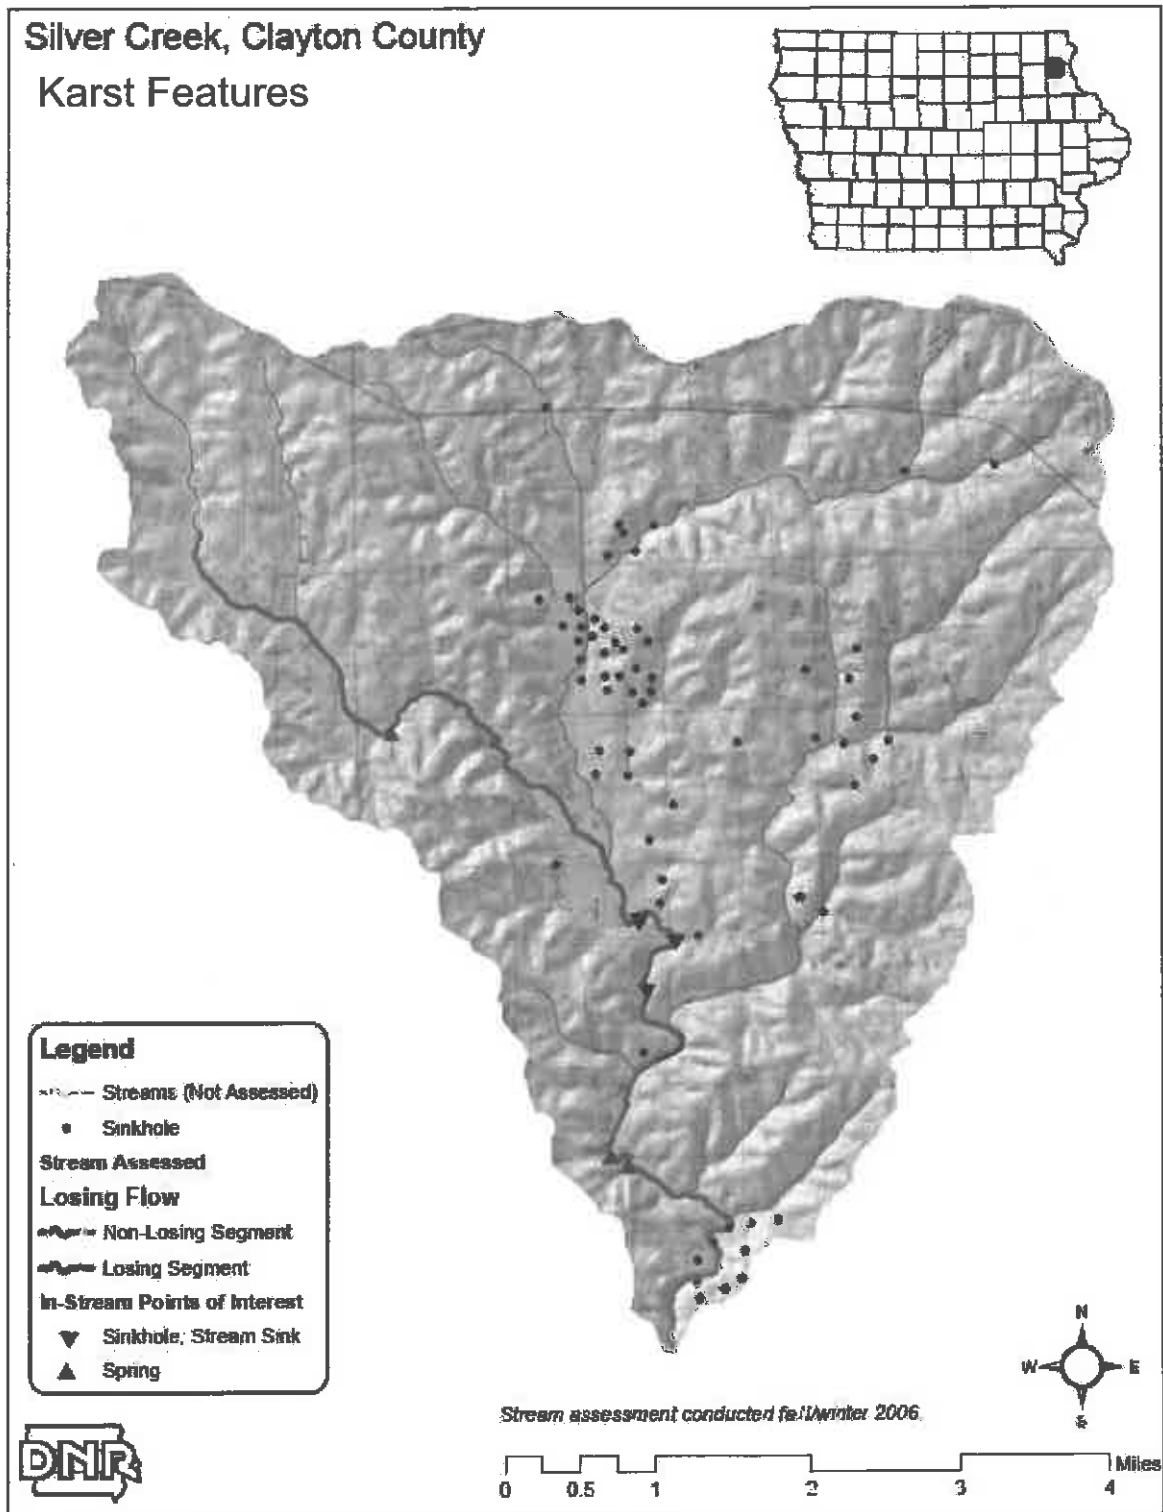 Silver Creek, Clayton County
Karst Features
Legend
Streams (Not Assessed)
Sinkhole
Stream Assessed
Losing Flow
Non-Losing Segment
Losing Segment
In-Stream Points of Interest
Sinkhole, Stream Sink
Spring
N
W E
S
Stream assessment conducted fall/winter 2006
DNR
Miles
0 0.5 1 2 3 4